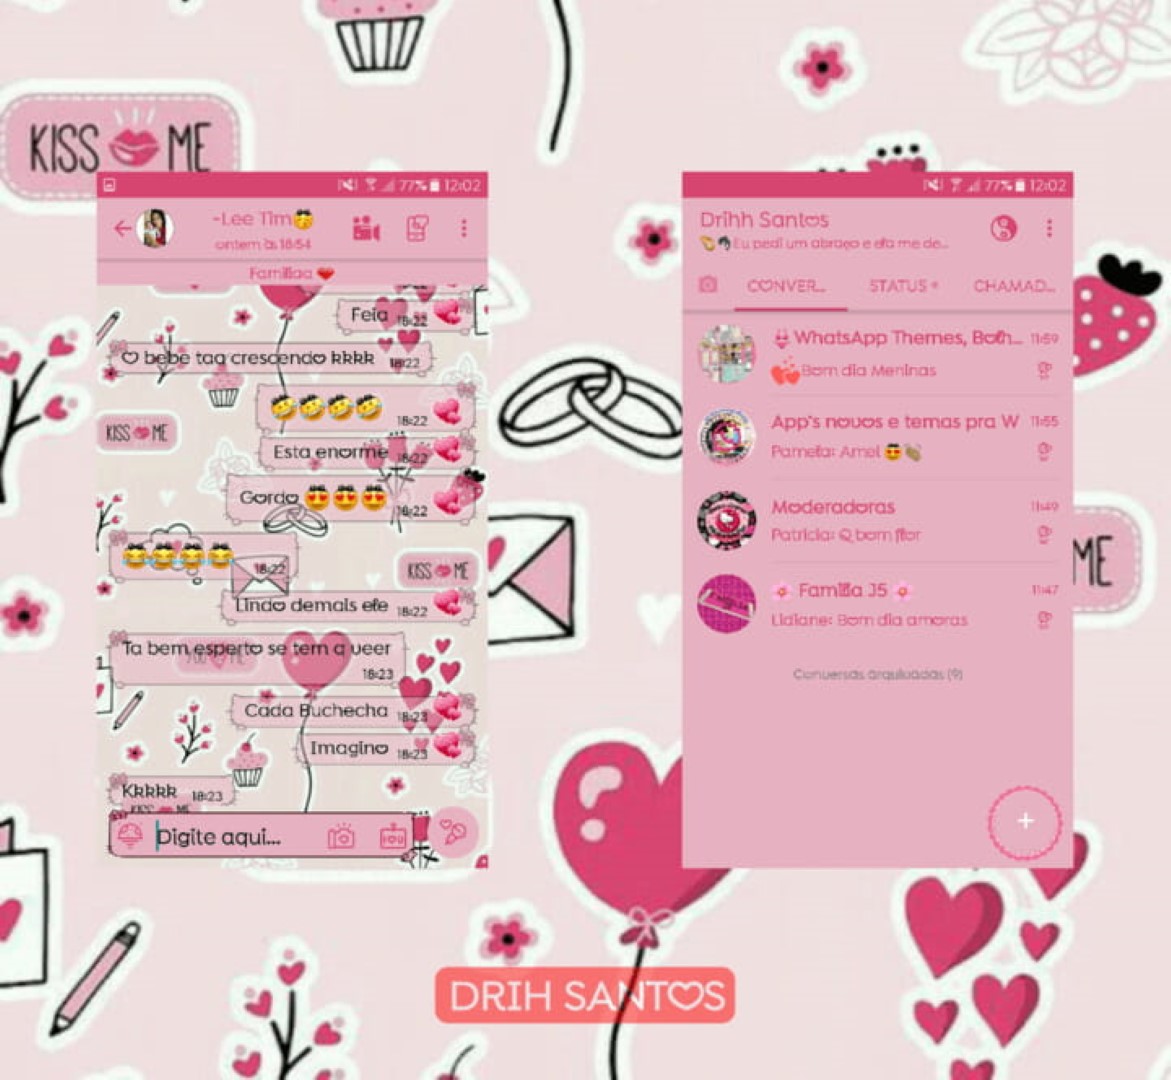 KISS ME
77% 12:02
~Lee Tim
ontem às 18:54
Famíliaa
Feia 18:22
O bebe taa crescendo kkkk 18:22
18:22
KISS ME
Esta enorme 18:22
Gordo 18:22
18:22
KISS ME
Lindo demais ele 18:22
Ta bem esperto se tem q veer 18:23
Cada Buchecha 18:23
Imagino 18:23
Kkkkk 18:23
KISS ME
Digite aqui...
77% 12:02
Drihh Santos
Eu pedi um abraço e ela me de...
CONVER... STATUS CHAMAD...
WhatsApp Themes, Bath... 11:59
Bom dia Meninas
App's novos e temas pra W 11:55
Pamela: Amei
Moderadoras 11:49
Patricia: Q bom flor
Família J5 11:47
Lidiane: Bom dia amoras
Conversas arquivadas (9)
ME
DRIH SANTOS